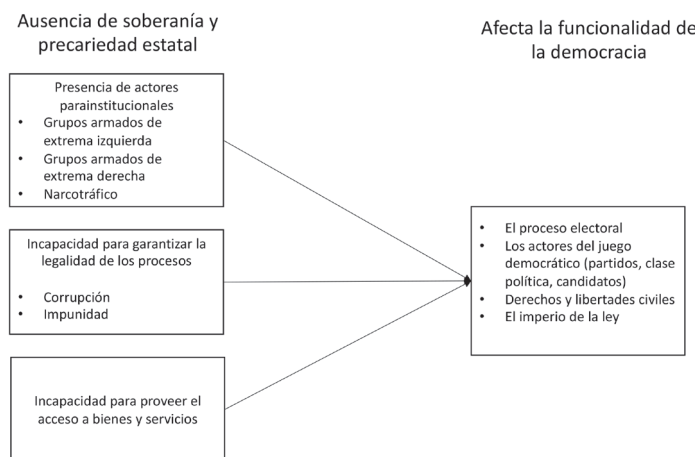 Ausencia de soberanía y
precariedad estatal
Afecta la funcionalidad de
la democracia
Presencia de actores
parainstitucionales
• Grupos armados de
extrema izquierda
• Grupos armados de
extrema derecha
• Narcotráfico
Incapacidad para garantizar la
legalidad de los procesos
• Corrupción
• Impunidad
Incapacidad para proveer el
acceso a bienes y servicios
• El proceso electoral
• Los actores del juego
democrático (partidos, clase
política, candidatos)
• Derechos y libertades civiles
• El imperio de la ley